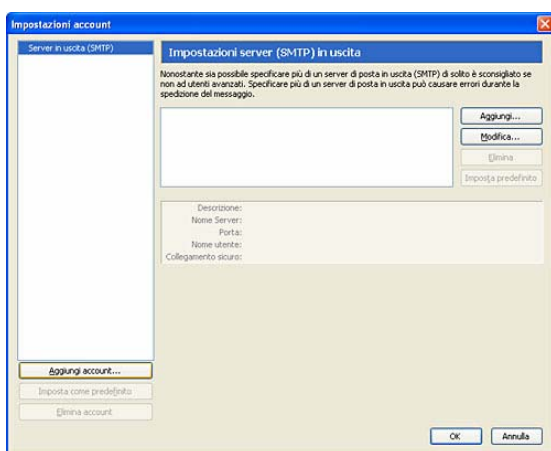 Impostazioni account
Server in uscita (SMTP)
Impostazioni server (SMTP) in uscita
Nonostante sia possibile specificare più di un server di posta in uscita (SMTP) di solito è sconsigliato se
non ad utenti avanzati. Specificare più di un server di posta in uscita può causare errori durante la
spedizione del messaggio.
Aggiungi...
Modifica...
Elimina
Imposta predefinito
Descrizione:
Nome Server:
Porta:
Nome utente:
Collegamento sicuro:
Aggiungi account...
Imposta come predefinito
Elimina account
OK
Annulla